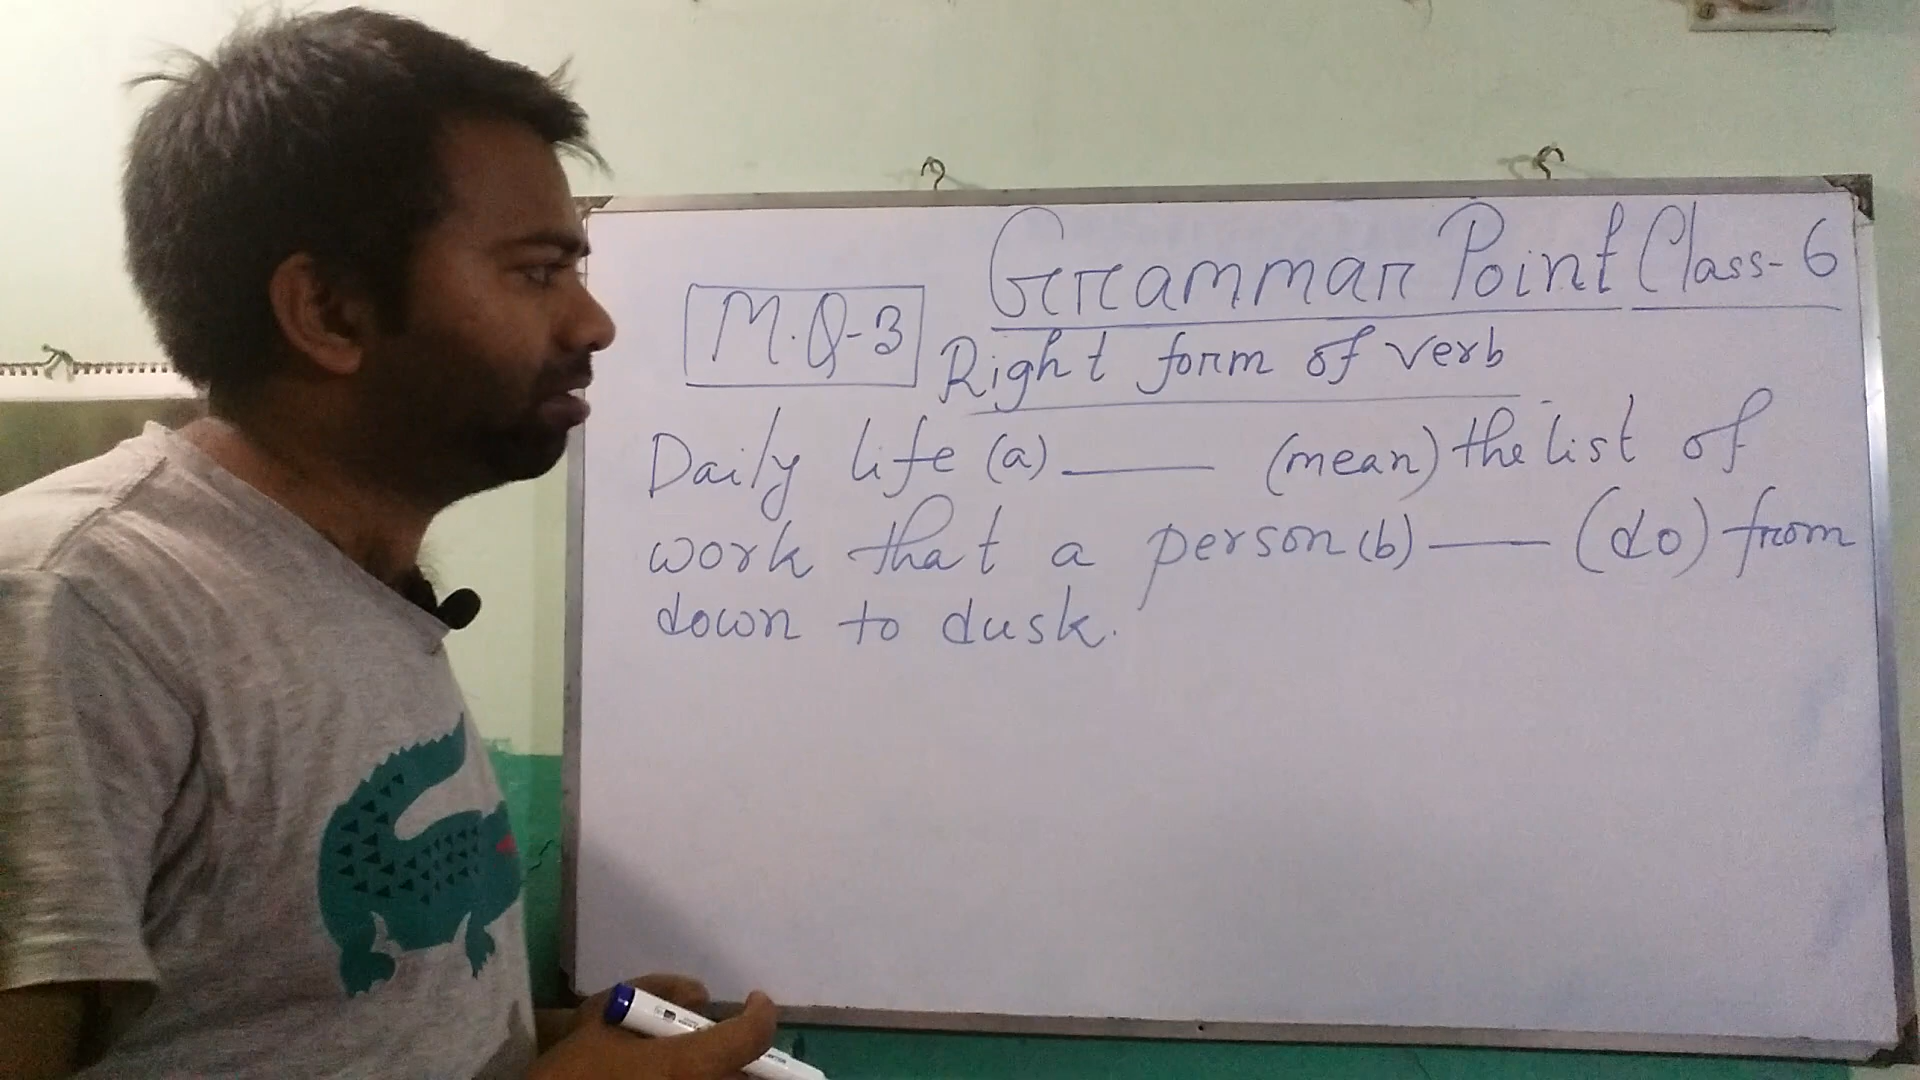 Grammar Point Class-6
M.Q-3
Right form of verb
Daily life (a) ____ (mean) the list of
work that a person (b) ____ (do) from
down to dusk.